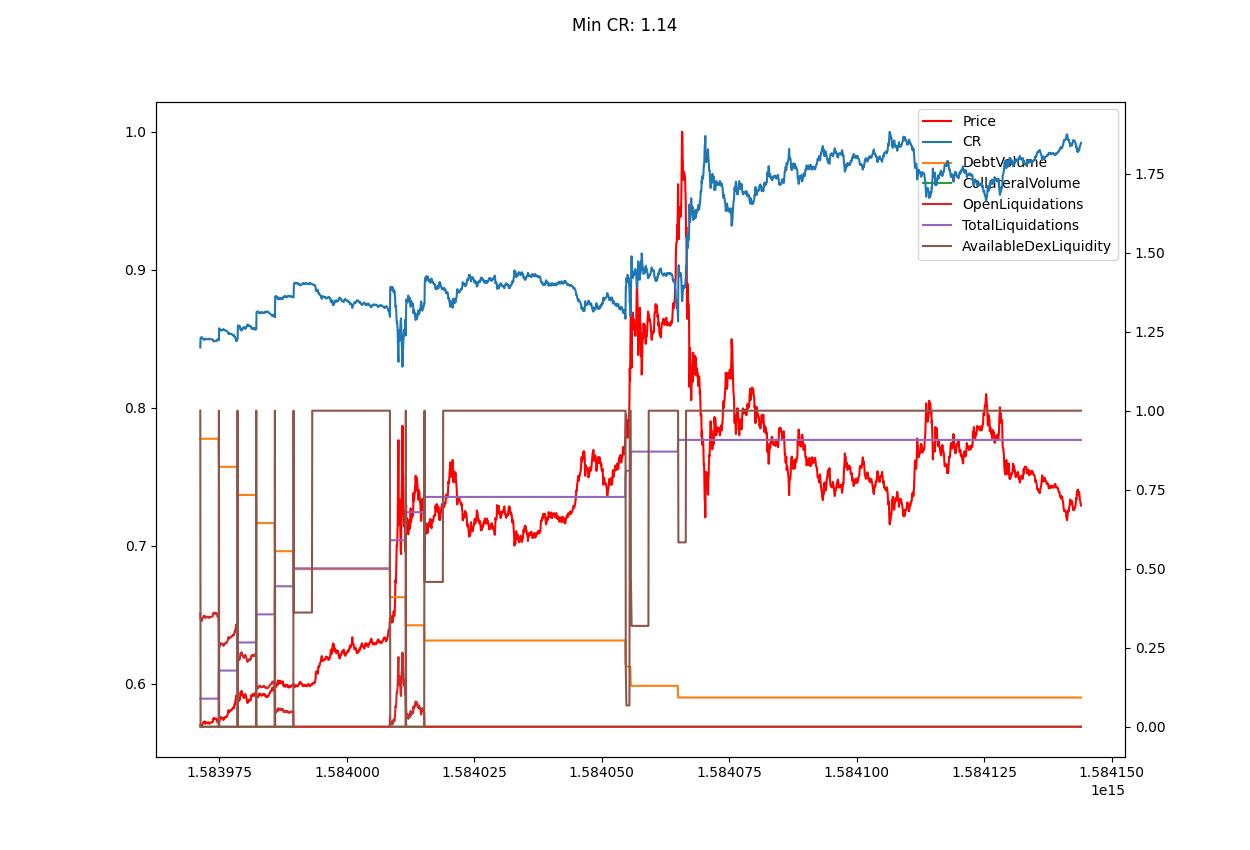 Min CR: 1.14
1.0
0.9
0.8
0.7
0.6
Price
CR
DebtVolume
CollateralVolume
OpenLiquidations
TotalLiquidations
AvailableDexLiquidity
1.75
1.50
1.25
1.00
0.75
0.50
0.25
0.00
1.583975 1.584000 1.584025 1.584050 1.584075 1.584100 1.584125 1.584150
1e15